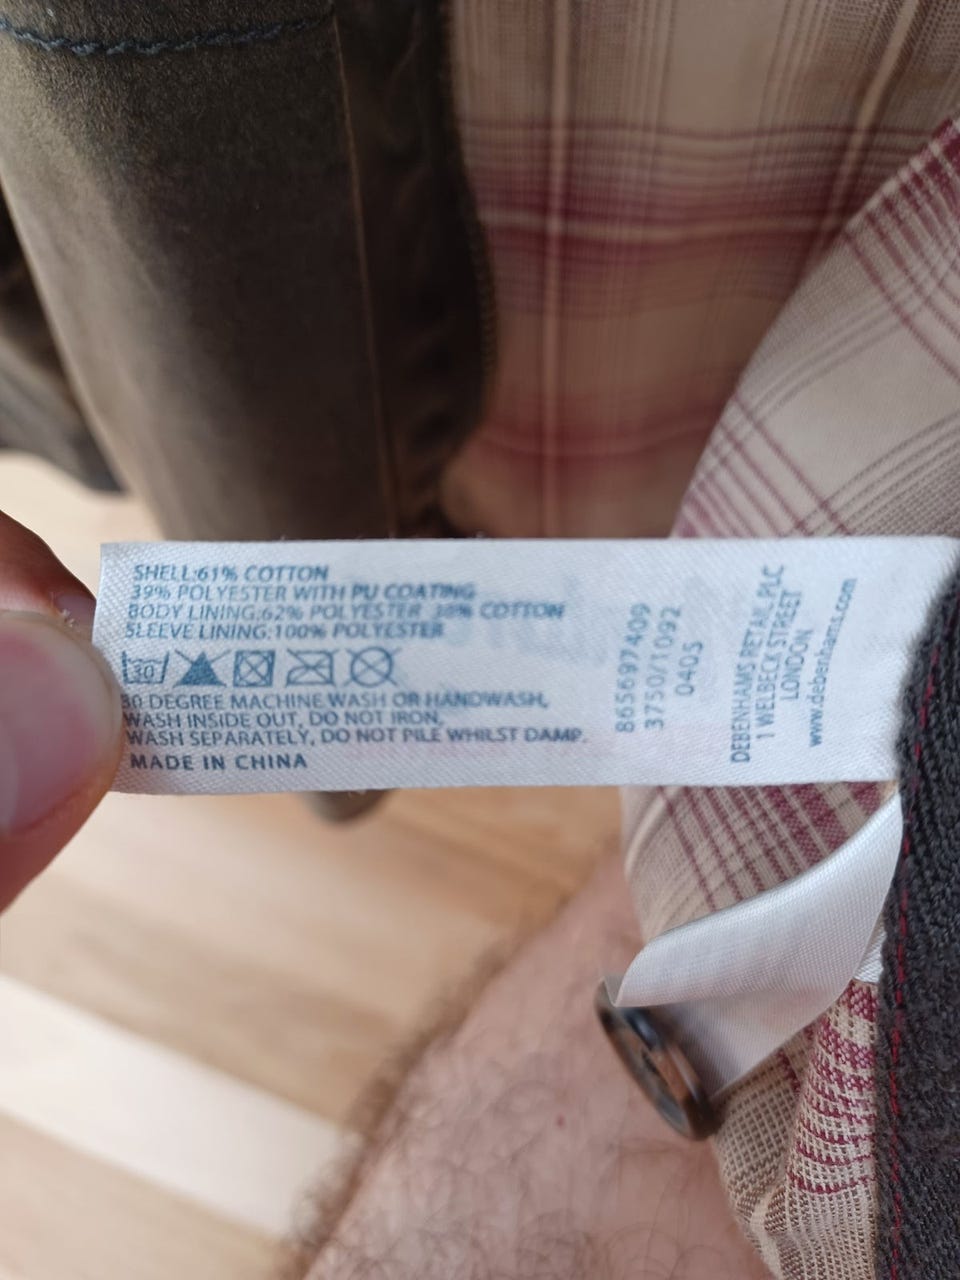 SHELL:61% COTTON
39% POLYESTER WITH PU COATING
BODY LINING:62% POLYESTER 38% COTTON
SLEEVE LINING:100% POLYESTER
30
30 DEGREE MACHINE WASH OR HANDWASH,
WASH INSIDE OUT, DO NOT IRON,
WASH SEPARATELY, DO NOT PILE WHILST DAMP.
MADE IN CHINA
865697409
3750/1092
0405
DEBENHAMS RETAIL PLC
1 WELBECK STREET
LONDON
www.debenhams.com